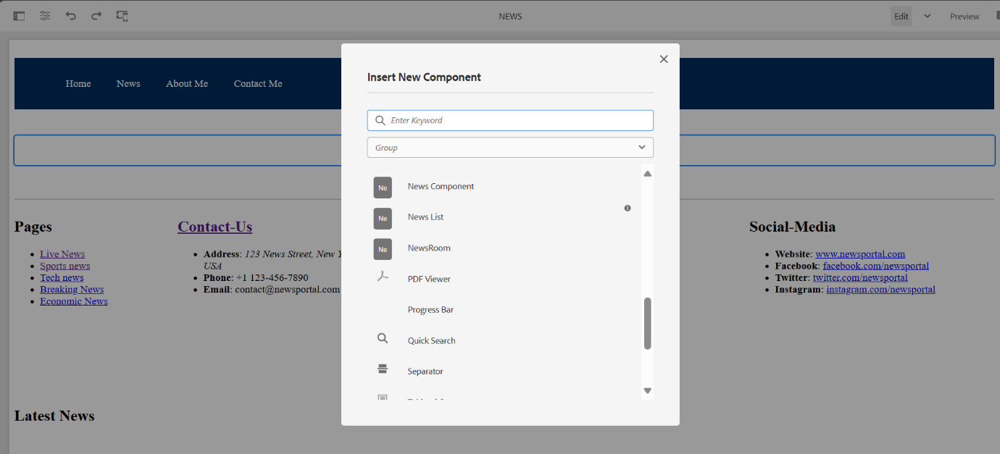 NEWS
Edit
Preview
Home
News
About Me
Contact Me
Insert New Component
Enter Keyword
Group
Ne News Component
Ne News List
Ne NewsRoom
PDF Viewer
Progress Bar
Quick Search
Separator
Pages
Live News
Sports news
Tech news
Breaking News
Economic News
Contact-Us
Address: 123 News Street, New
USA
Phone: +1 123-456-7890
Email: contact@newsportal.com
Social-Media
Website: www.newsportal.com
Facebook: facebook.com/newsportal
Twitter: twitter.com/newsportal
Instagram: instagram.com/newsportal
Latest News